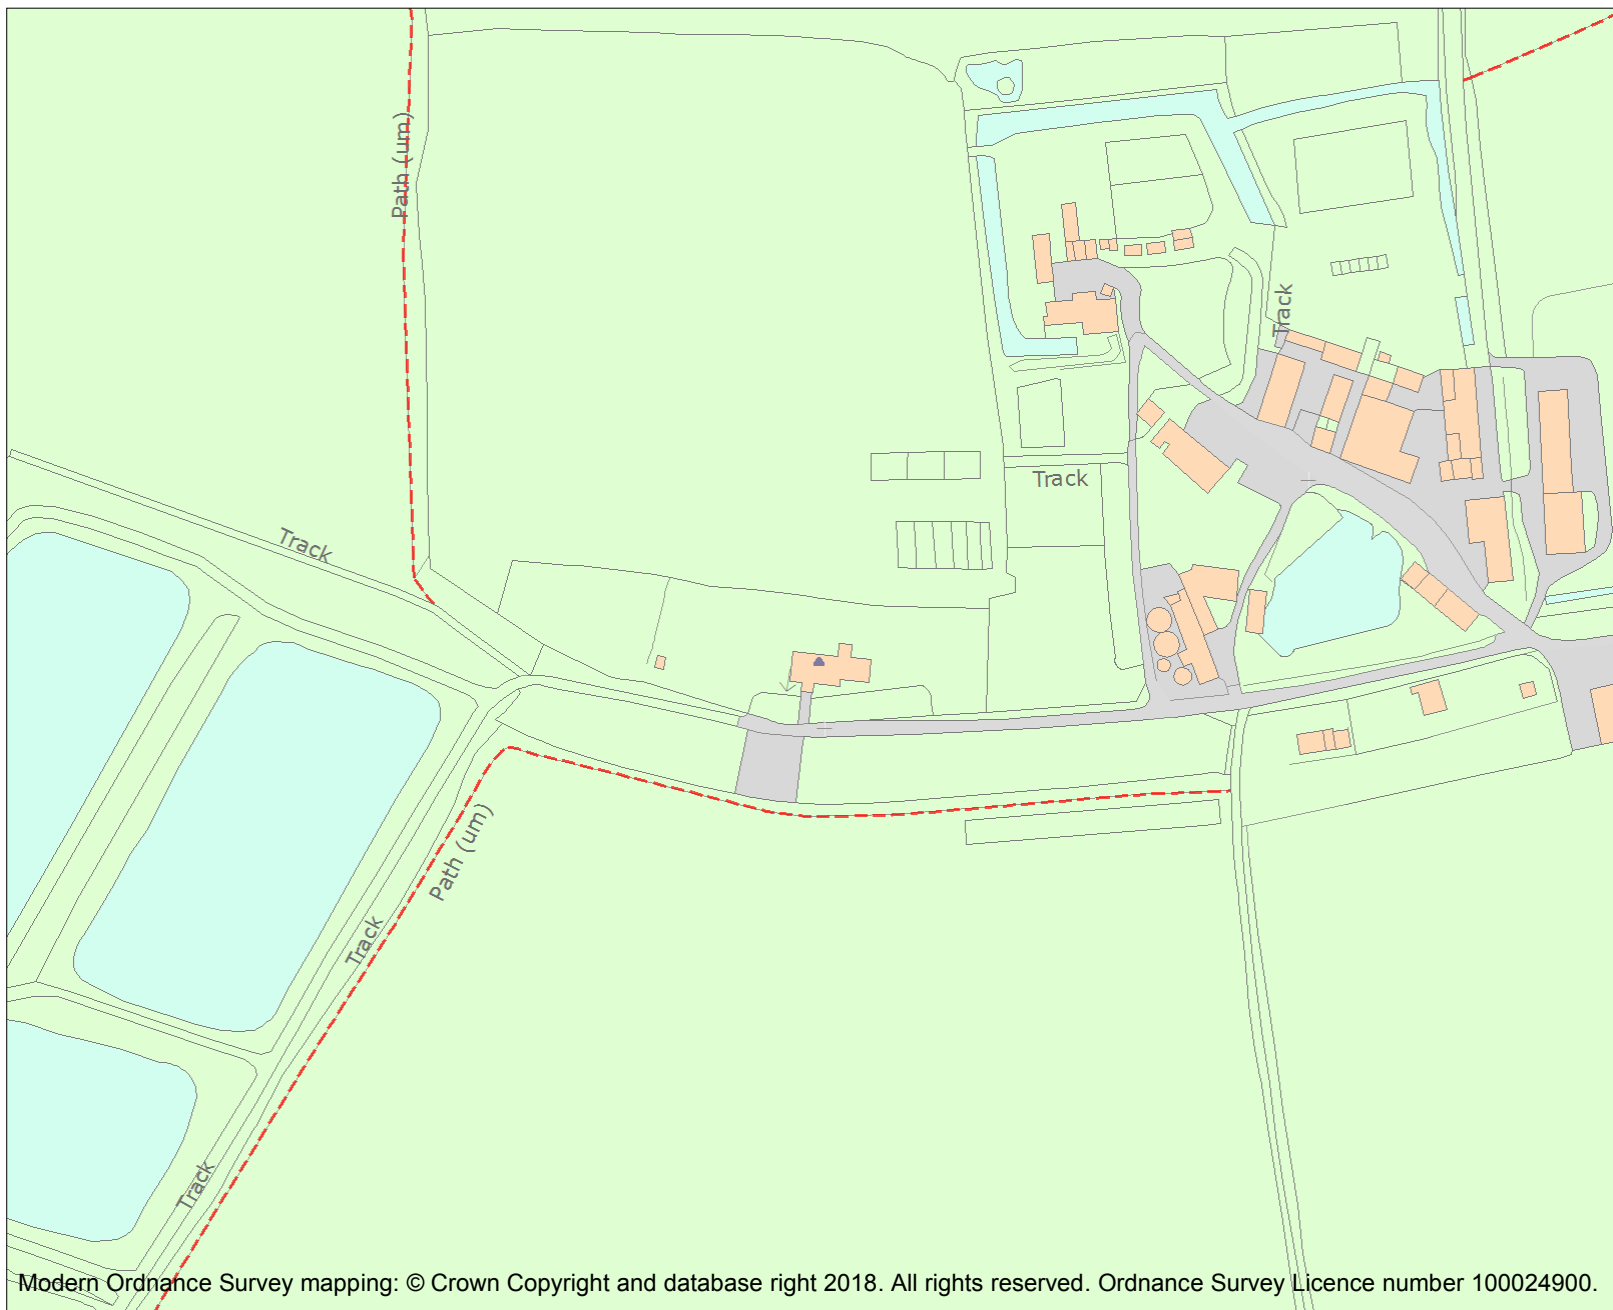 Path (um)
Track
Track
Track
Path (um)
Track
Track
Modern Ordnance Survey mapping: © Crown Copyright and database right 2018. All rights reserved. Ordnance Survey Licence number 100024900.